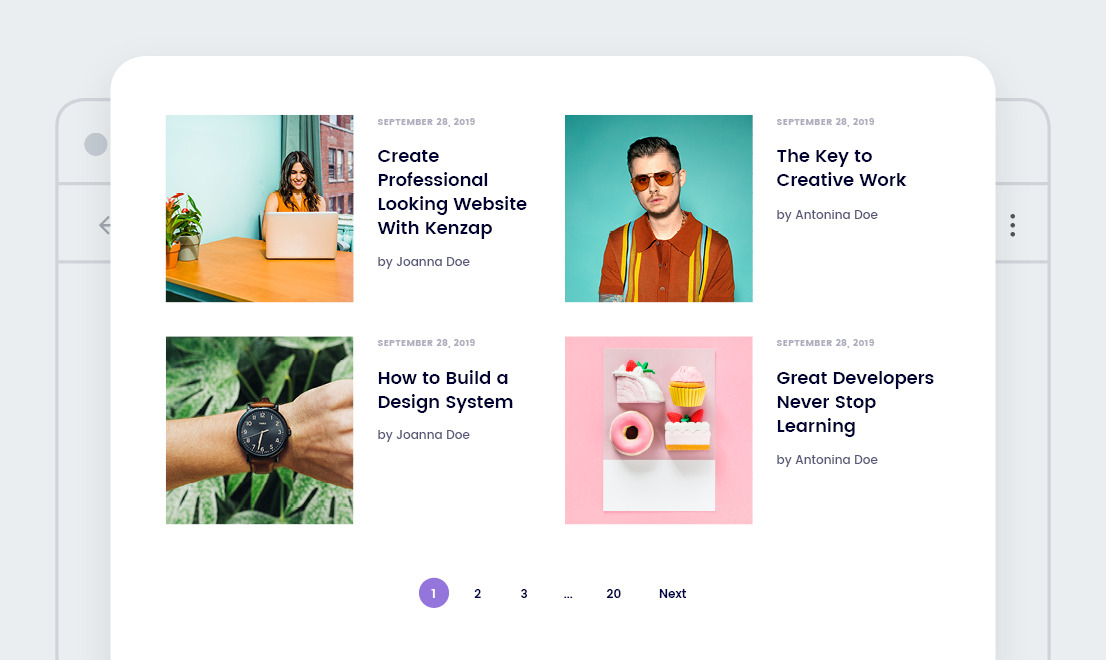 SEPTEMBER 28, 2019
Create
Professional
Looking Website
With Kenzap
by Joanna Doe
SEPTEMBER 28, 2019
The Key to
Creative Work
by Antonina Doe
SEPTEMBER 28, 2019
How to Build a
Design System
by Joanna Doe
SEPTEMBER 28, 2019
Great Developers
Never Stop
Learning
by Antonina Doe
1 2 3 ... 20 Next